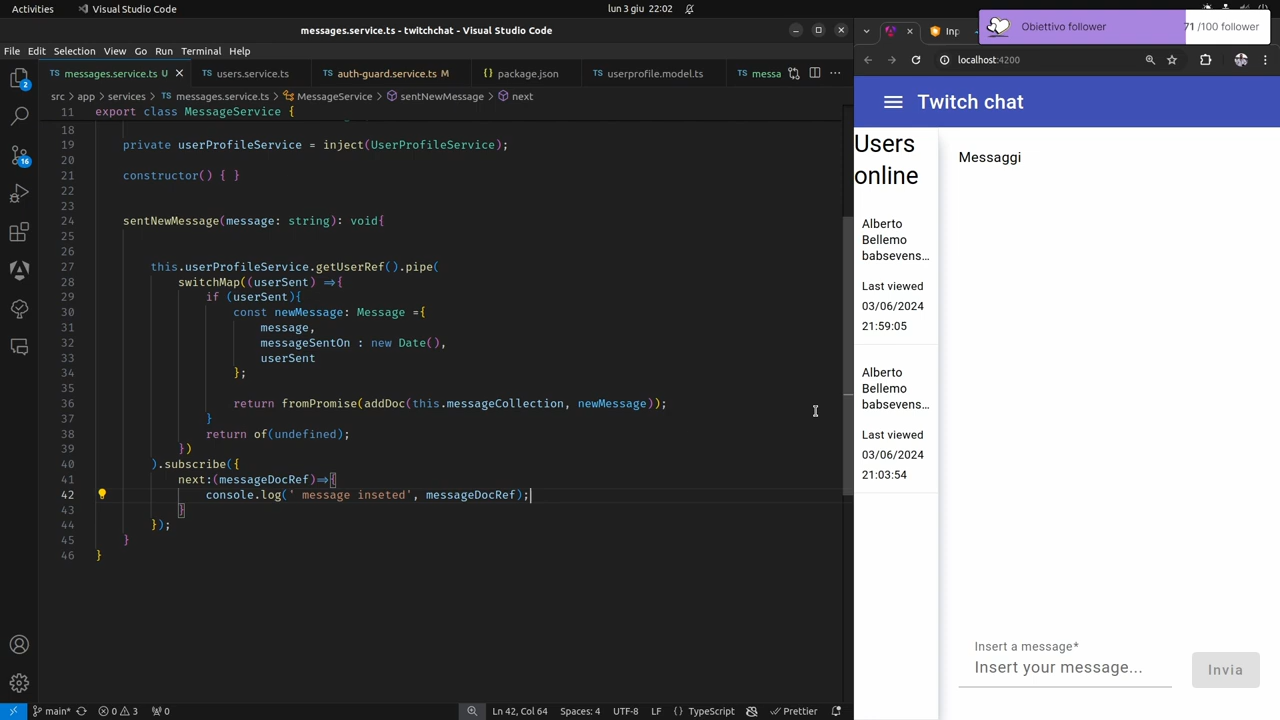 Activities
Visual Studio Code
lun 3 giu 22:02
messages.service.ts - twitchchat - Visual Studio Code
File Edit Selection View Go Run Terminal Help
messages.service.ts U
users.service.ts
auth-guard.service.ts M
package.json
userprofile.model.ts
messa
src > app > services > TS messages.service.ts > MessageService > sentNewMessage > next
11 export class MessageService {
18
19 private userProfileService = inject(UserProfileService);
20
21 constructor() { }
22
23
24 sentNewMessage(message: string): void{
25
26
27 this.userProfileService.getUserRef().pipe(
28 switchMap((userSent) =>{
29 if (userSent){
30 const newMessage: Message ={
31 message,
32 messageSentOn : new Date(),
33 userSent
34 };
35
36 return fromPromise(addDoc(this.messageCollection, newMessage));
37 }
38 return of(undefined);
39 })
40 ).subscribe({
41 next:(messageDocRef)=>{
42 console.log(' message inseted', messageDocRef);
43 }
44 });
45 }
46 }
main*
0 3
0
Ln 42, Col 64
Spaces: 4
UTF-8
LF
{} TypeScript
Prettier
2
16
Obiettivo follower
71 /100 follower
Inp
localhost:4200
Twitch chat
Users
online
Alberto
Bellemo
babsevens…
Last viewed
03/06/2024
21:59:05
Alberto
Bellemo
babsevens…
Last viewed
03/06/2024
21:03:54
Messaggi
Insert a message*
Insert your message...
Invia